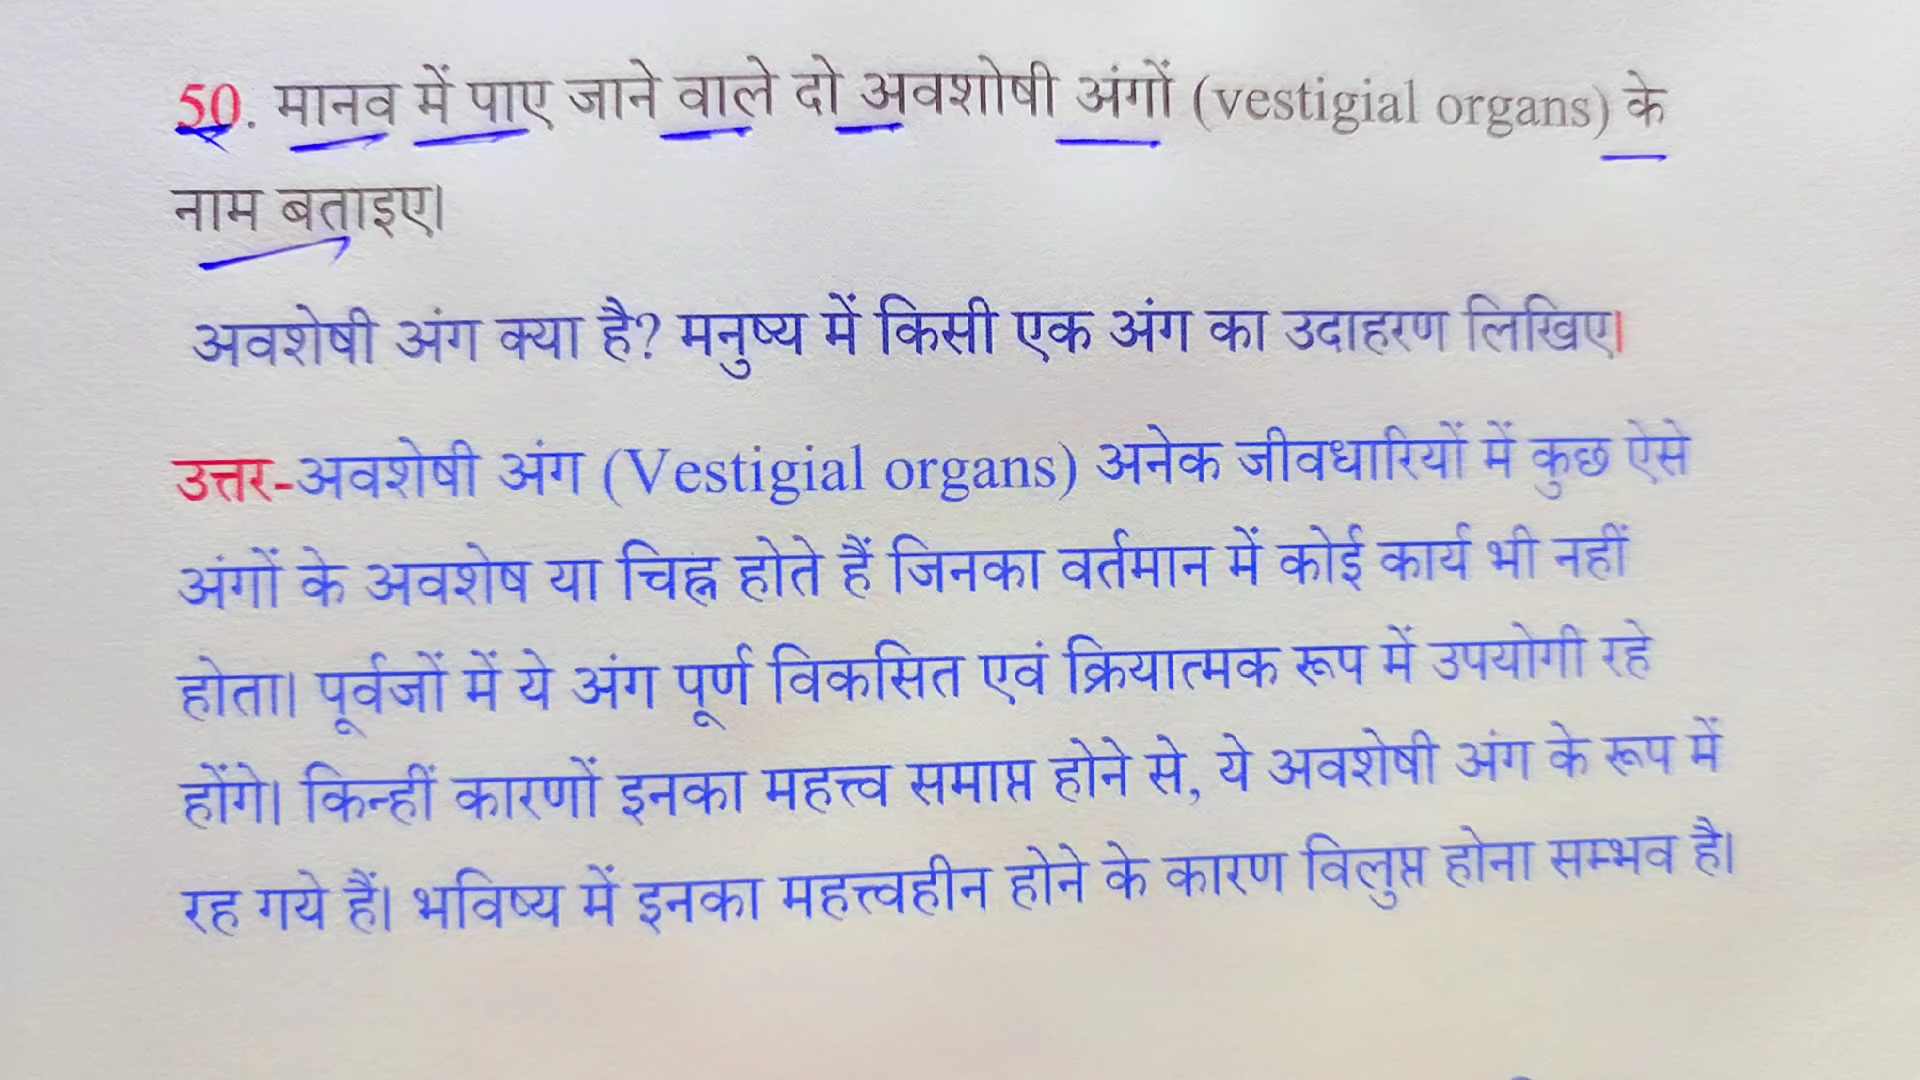 50. मानव में पाए जाने वाले दो अवशोषी अंगों (vestigial organs) के
नाम बताइए।
अवशेषी अंग क्या है? मनुष्य में किसी एक अंग का उदाहरण लिखिए।
उत्तर-अवशेषी अंग (Vestigial organs) अनेक जीवधारियों में कुछ ऐसे
अंगों के अवशेष या चिह्न होते हैं जिनका वर्तमान में कोई कार्य भी नहीं
होता। पूर्वजों में ये अंग पूर्ण विकसित एवं क्रियात्मक रूप में उपयोगी रहे
होंगे। किन्हीं कारणों इनका महत्त्व समाप्त होने से, ये अवशेषी अंग के रूप में
रह गये हैं। भविष्य में इनका महत्त्वहीन होने के कारण विलुप्त होना सम्भव है।